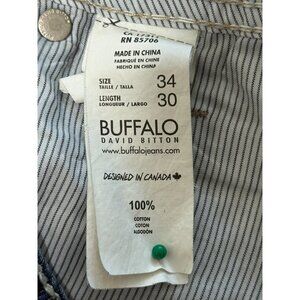 RN 85706
MADE IN CHINA
FABRIQUÉ EN CHINE
HECHO EN CHINA
SIZE 34
TAILLE / TALLA
LENGTH 30
LONGUEUR / LARGO
BUFFALO
DAVID BITTON
www.buffalojeans.com
DESIGNED IN CANADA
100%
COTTON
COTON
ALGODÓN